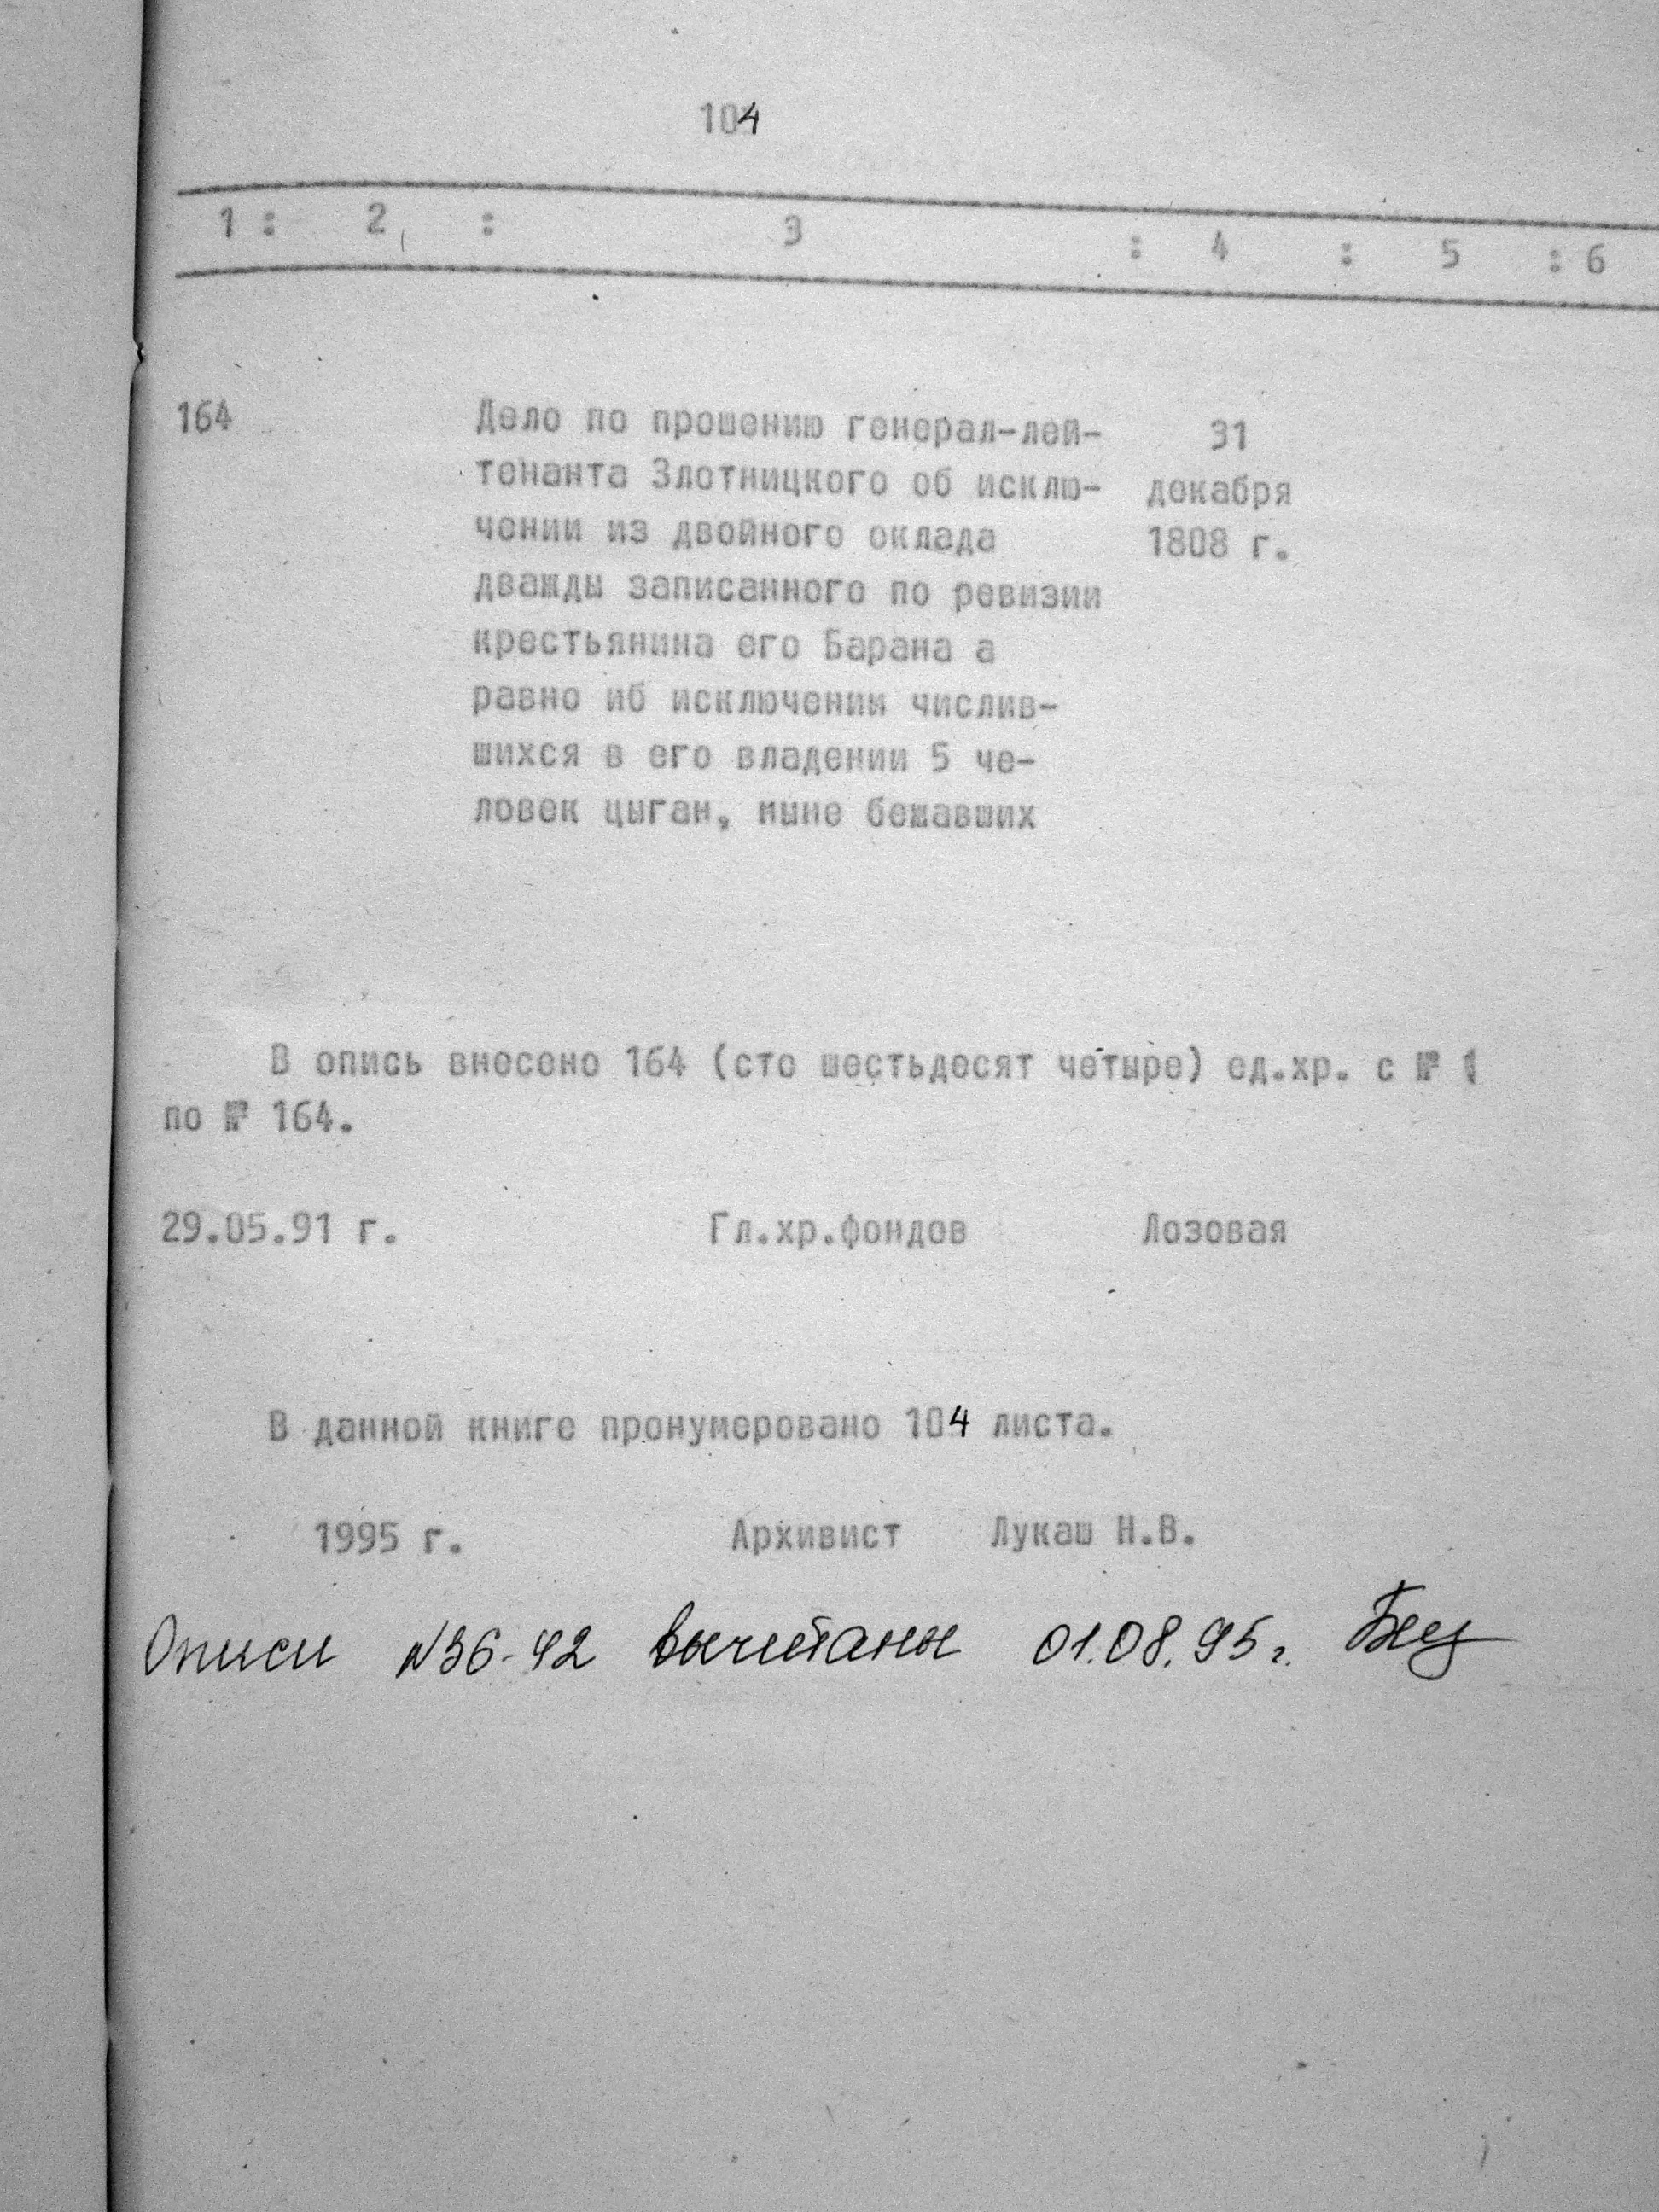 104
1 : 2 : 3 : 4 : 5 : 6
164 Дело по прошению генерал-лей- 31
тенанта Злотницкого об исклю- декабря
чении из двойного оклада 1808 г.
дважды записанного по ревизии
крестьянина его Барана а
равно иб исключении числив-
шихся в его владении 5 че-
ловек цыган, ныне бежавших
В опись внесено 164 (сто шестьдесят четыре) ед.хр. с № 1
по № 164.
29.05.91 г. Гл.хр.фондов Лозовая
В данной книге пронумеровано 104 листа.
1995 г. Архивист Лукаш Н.В.
Описи N36-42 вычитаны 01.08.95 г.